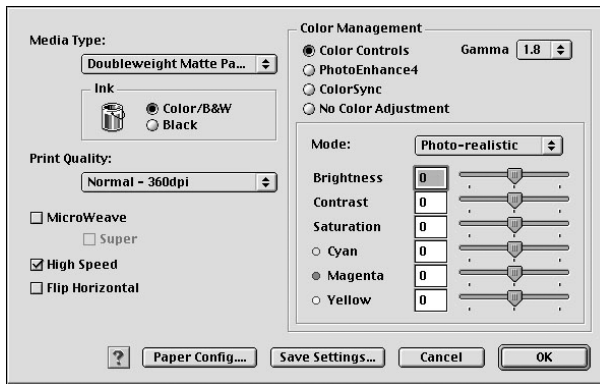 Media Type:
Doubleweight Matte Pa...
Ink
Color/B&W
Black
Print Quality:
Normal - 360dpi
MicroWeave
Super
High Speed
Flip Horizontal
Color Management
Color Controls
Gamma 1.8
PhotoEnhance4
ColorSync
No Color Adjustment
Mode: Photo-realistic
Brightness 0
Contrast 0
Saturation 0
Cyan 0
Magenta 0
Yellow 0
? Paper Config.... Save Settings... Cancel OK